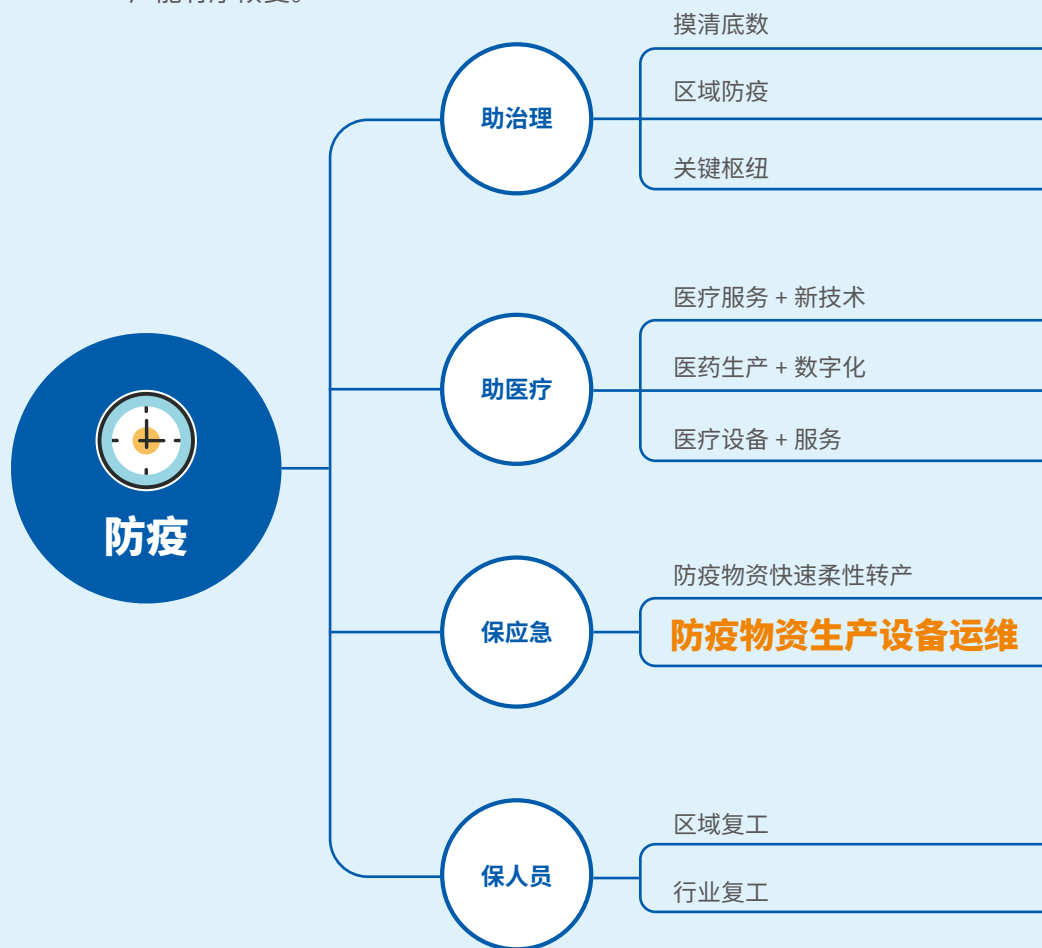 助治理
摸清底数
区域防疫
关键枢纽
助医疗
医疗服务 + 新技术
医药生产 + 数字化
医疗设备 + 服务
防疫
保应急
防疫物资快速柔性转产
防疫物资生产设备运维
保人员
区域复工
行业复工